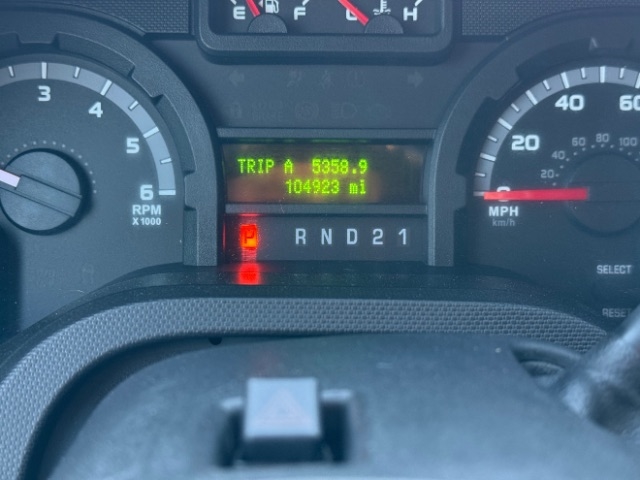 E F C H
3 4 5 6
RPM
X 1000
TRIP A 5358.9
104923 mi
P R N D 2 1
0 20 40 60
20 40 60 80 100
MPH
km/h
SELECT
RESET